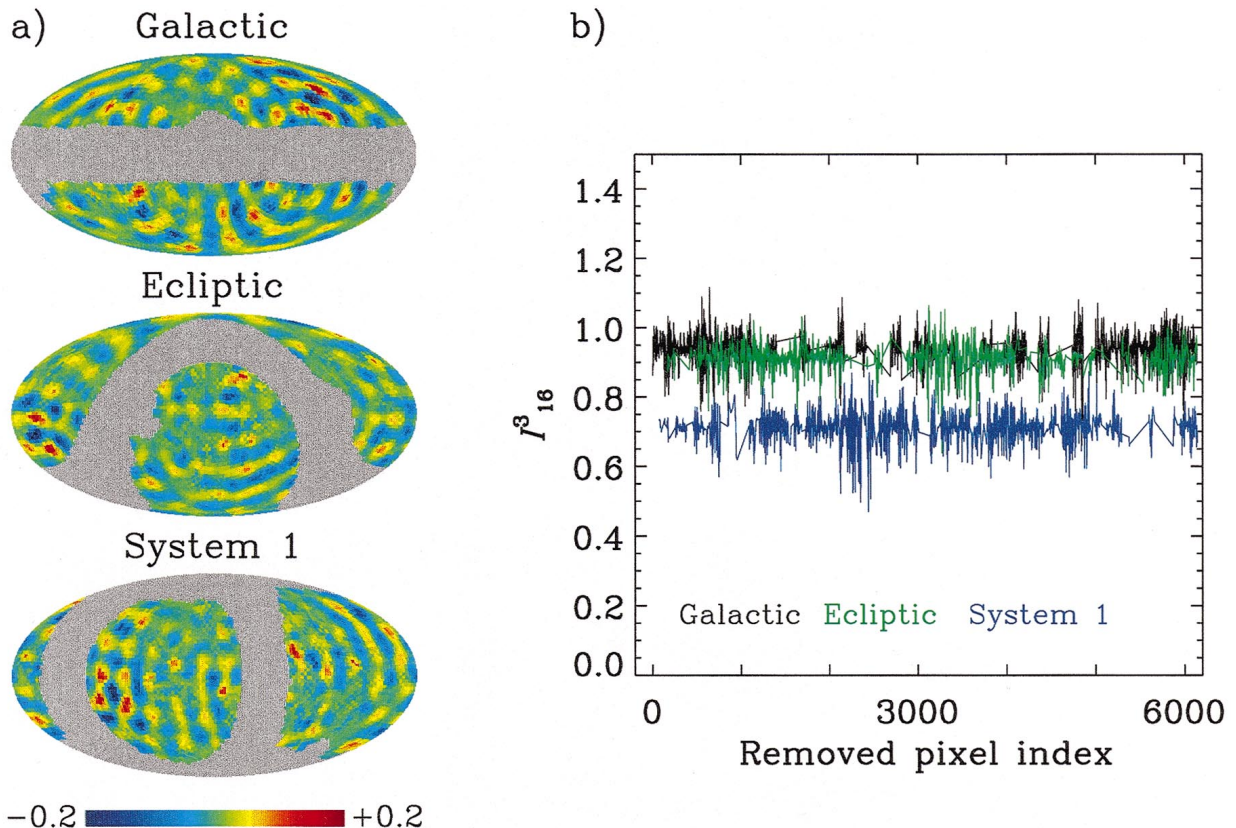 a)
Galactic
Ecliptic
System 1
−0.2 +0.2
b)
1.4
1.2
1.0
0.8
0.6
0.4
0.2
0.0
I³₁₆
Galactic Ecliptic System 1
0 3000 6000
Removed pixel index